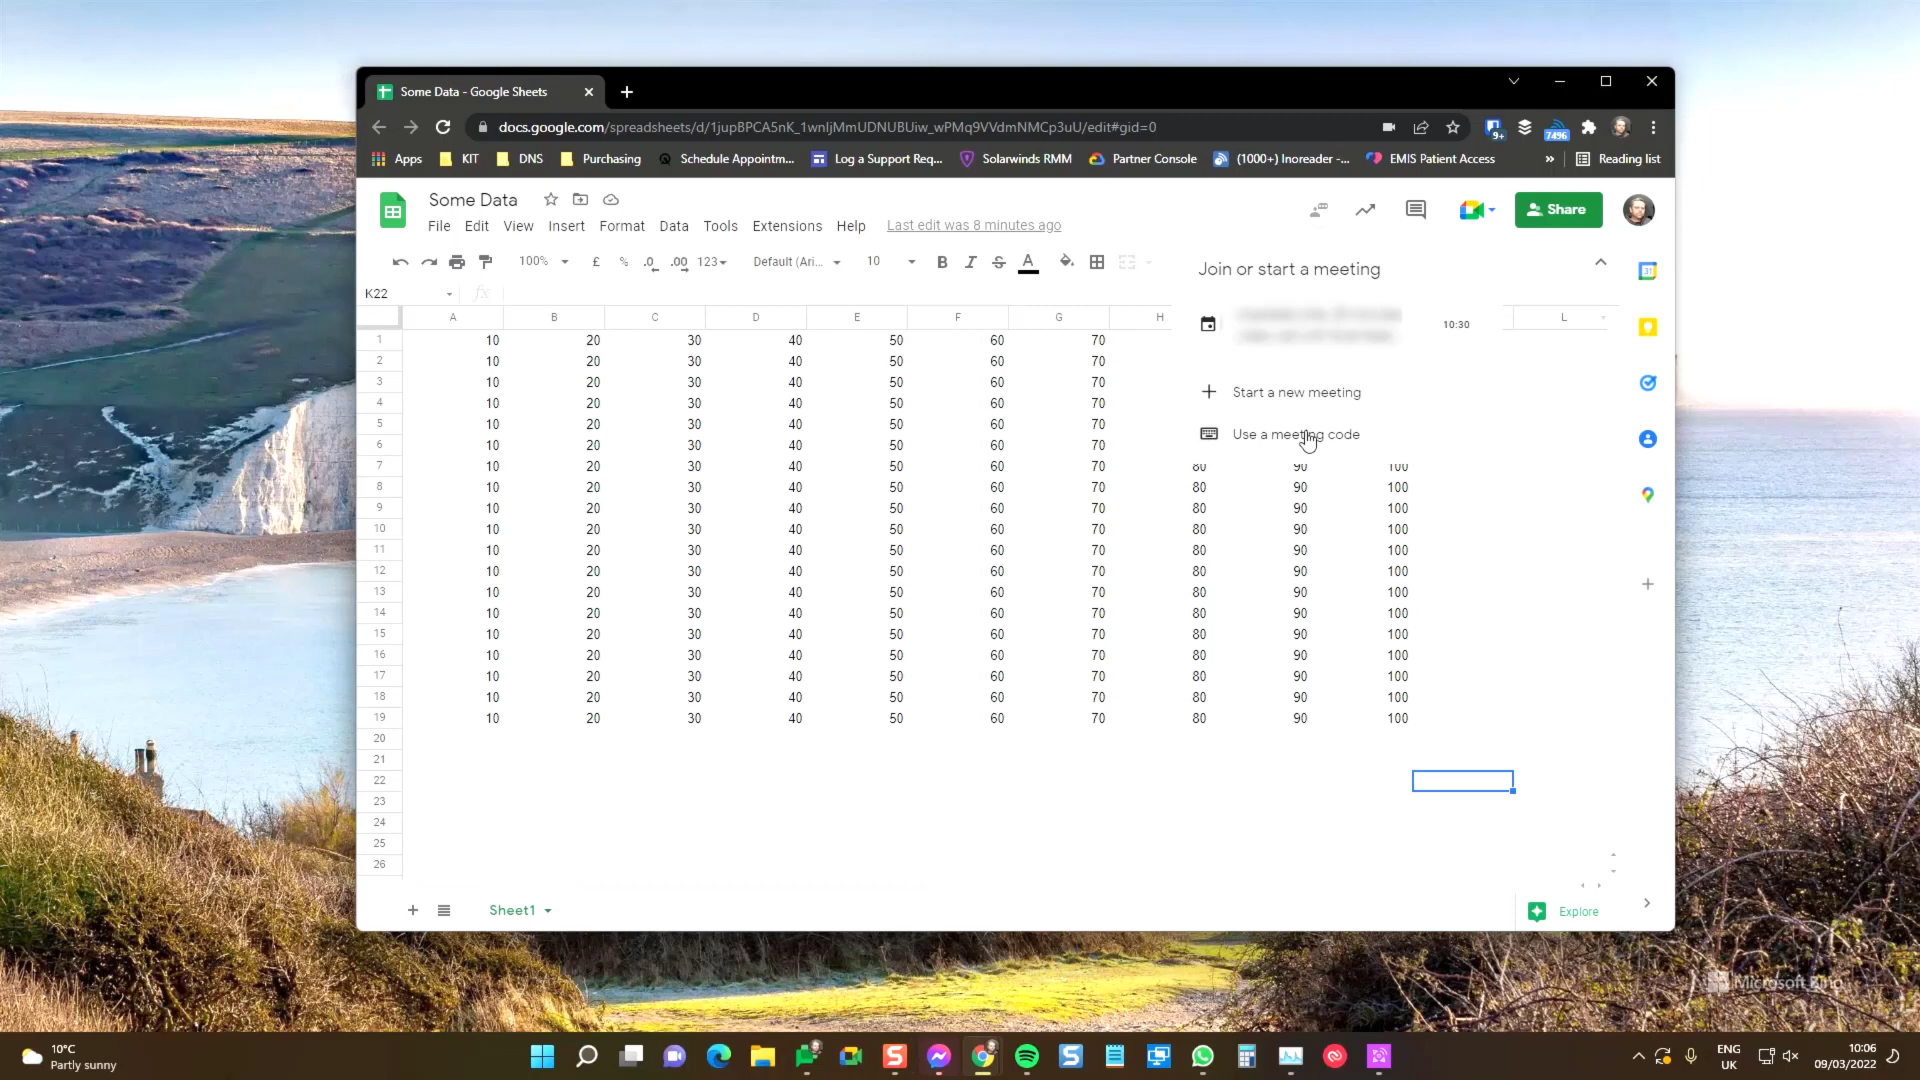 Some Data - Google Sheets
docs.google.com/spreadsheets/d/1jupBPCA5nK_1wnljMmUDNUBUiw_wPMq9VVdmNMCp3uU/edit#gid=0
9+
7496
Apps KIT DNS Purchasing Schedule Appointm... Log a Support Req... Solarwinds RMM Partner Console (1000+) Inoreader -... EMIS Patient Access » Reading list
Some Data
File Edit View Insert Format Data Tools Extensions Help Last edit was 8 minutes ago
Share
100% £ % .0 .00 123 Default (Ari... 10 B I S A
K22 fx
Join or start a meeting
10:30
Start a new meeting
Use a meeting code
A B C D E F G H L
1 10 20 30 40 50 60 70
2 10 20 30 40 50 60 70
3 10 20 30 40 50 60 70
4 10 20 30 40 50 60 70
5 10 20 30 40 50 60 70
6 10 20 30 40 50 60 70
7 10 20 30 40 50 60 70 80 90 100
8 10 20 30 40 50 60 70 80 90 100
9 10 20 30 40 50 60 70 80 90 100
10 10 20 30 40 50 60 70 80 90 100
11 10 20 30 40 50 60 70 80 90 100
12 10 20 30 40 50 60 70 80 90 100
13 10 20 30 40 50 60 70 80 90 100
14 10 20 30 40 50 60 70 80 90 100
15 10 20 30 40 50 60 70 80 90 100
16 10 20 30 40 50 60 70 80 90 100
17 10 20 30 40 50 60 70 80 90 100
18 10 20 30 40 50 60 70 80 90 100
19 10 20 30 40 50 60 70 80 90 100
20
21
22
23
24
25
26
31
Sheet1
Explore
Microsoft Bing
10°C
Partly sunny
ENG
UK
10:06
09/03/2022